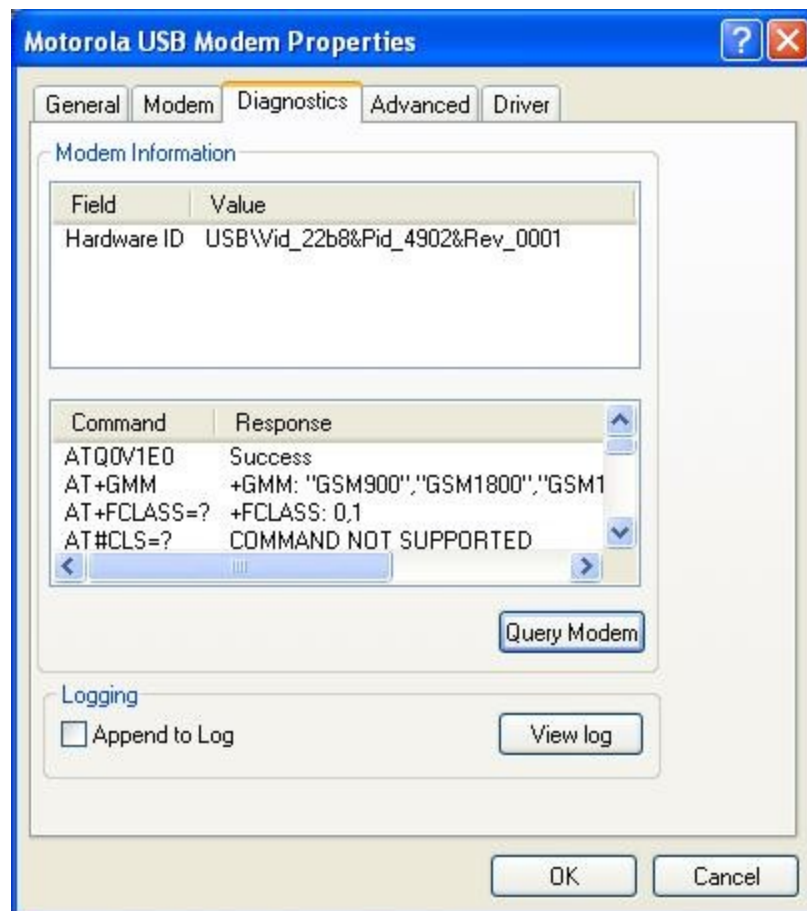 Motorola USB Modem Properties
General Modem Diagnostics Advanced Driver
Modem Information
Field Value
Hardware ID USB\Vid_22b8&Pid_4902&Rev_0001
Command Response
ATQ0V1E0 Success
AT+GMM +GMM: "GSM900","GSM1800","GSM1
AT+FCLASS=? +FCLASS: 0,1
AT#CLS=? COMMAND NOT SUPPORTED
Query Modem
Logging
Append to Log View log
OK Cancel